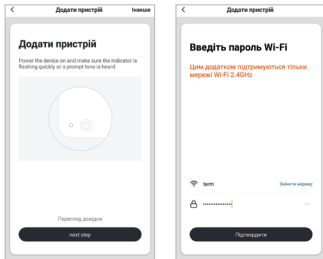 Додати пристрій
Інакше
Додати пристрій
Power the device on and make sure the indicator is
flashing quickly or a prompt tone is heard
Перегляд довідки
next step
Додати пристрій
Введіть пароль Wi-Fi
Цим додатком підтримуються тільки
мережі Wi-Fi 2.4GHz
term
Змінити мережу
Підтвердити